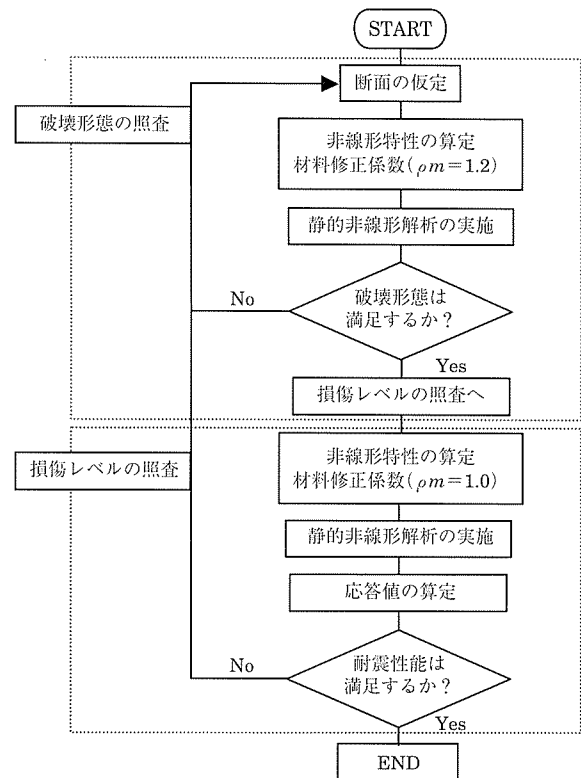 START
断面の仮定
破壊形態の照査
非線形特性の算定
材料修正係数(ρm=1.2)
静的非線形解析の実施
破壊形態は
満足するか?
No
Yes
損傷レベルの照査へ
損傷レベルの照査
非線形特性の算定
材料修正係数(ρm=1.0)
静的非線形解析の実施
応答値の算定
耐震性能は
満足するか?
No
Yes
END